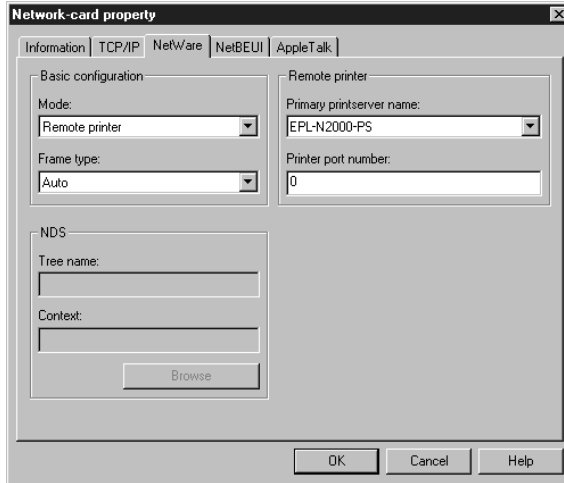 Network-card property
Information TCP/IP NetWare NetBEUI AppleTalk
Basic configuration
Mode:
Remote printer
Frame type:
Auto
Remote printer
Primary printserver name:
EPL-N2000-PS
Printer port number:
0
NDS
Tree name:
Context:
Browse
OK Cancel Help